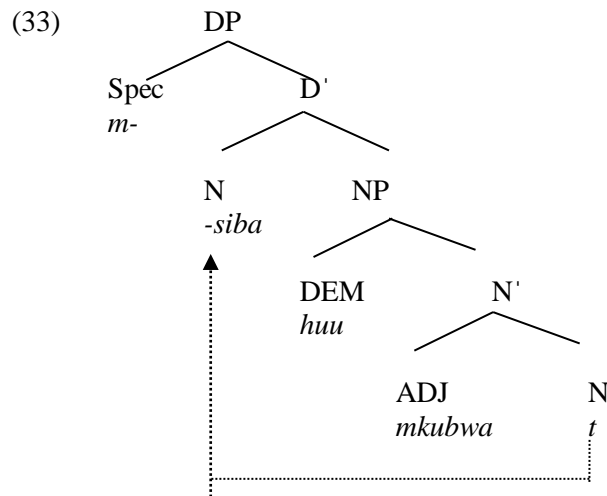 (33) DP
Spec D'
m-
N NP
-siba
DEM N'
huu
ADJ N
mkubwa t